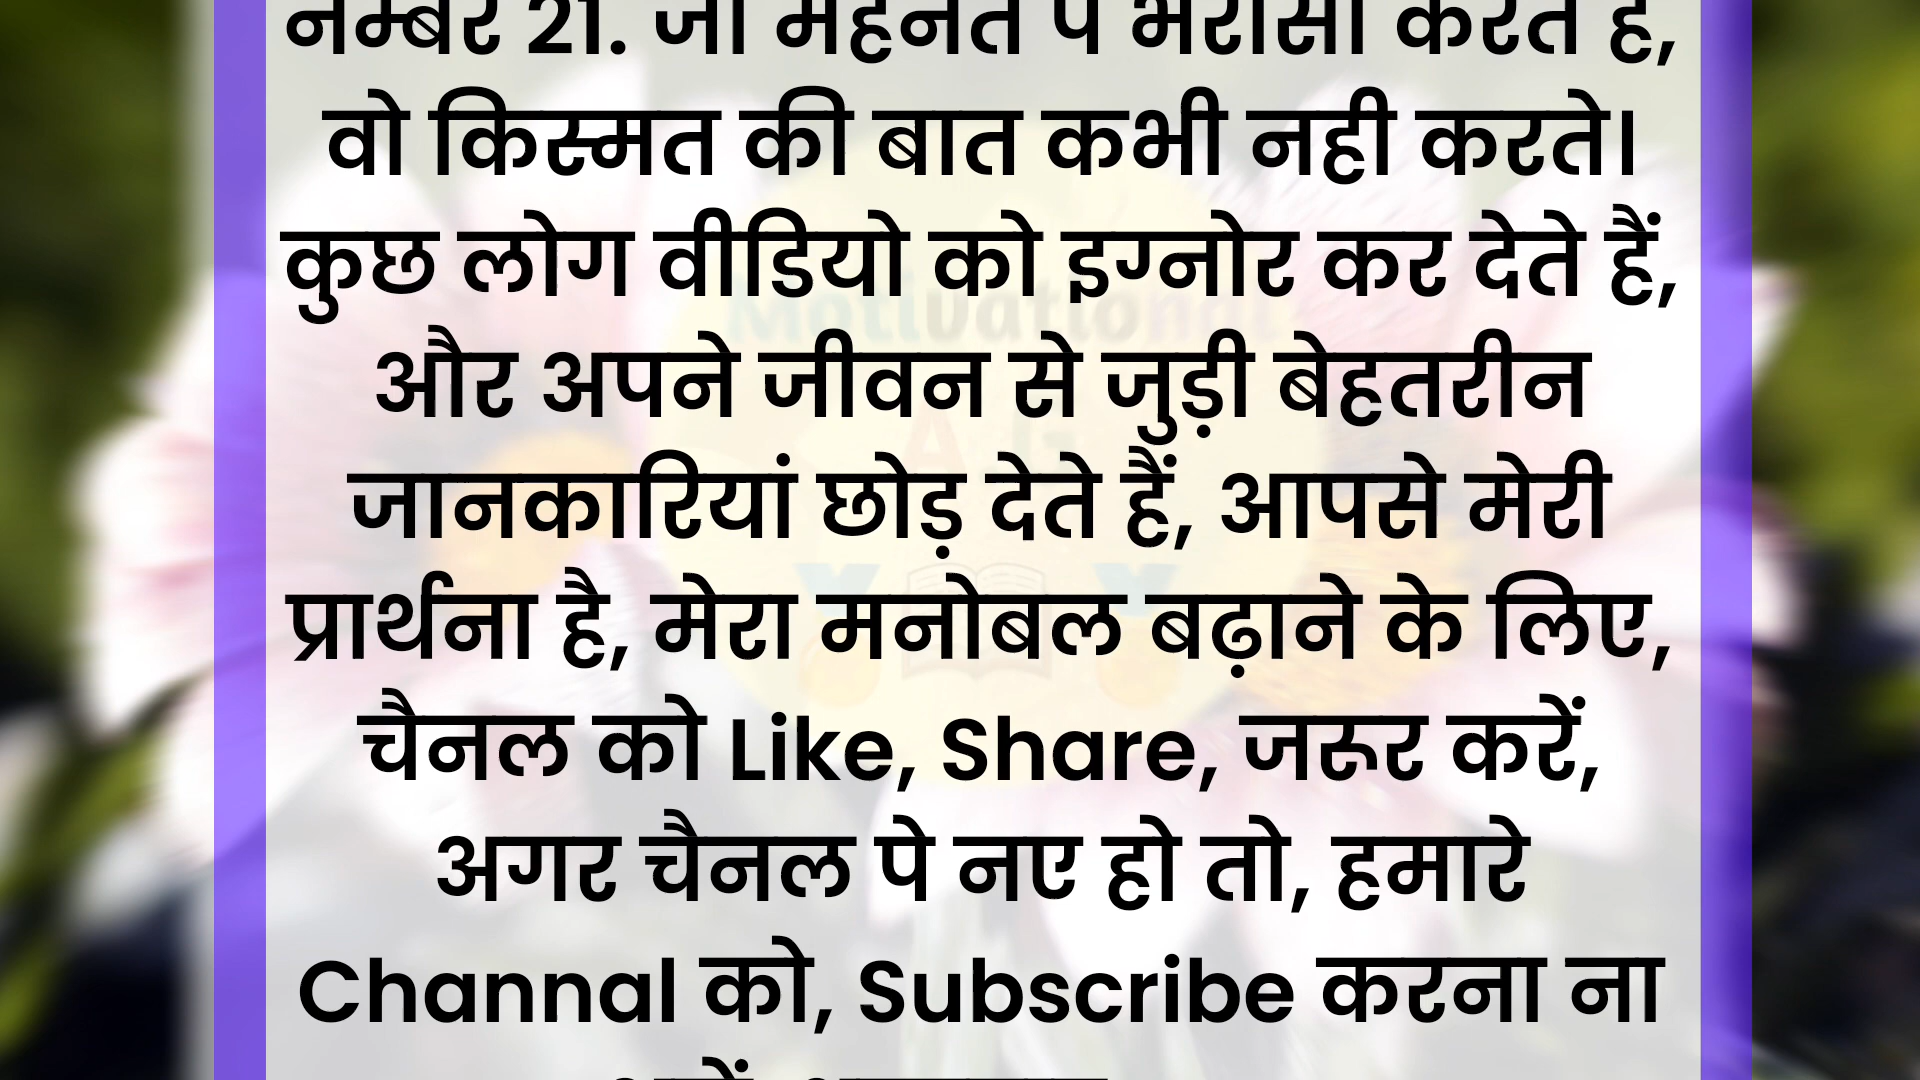 नम्बर 21. जो मेहनत पे भरोसा करते हैं,
वो किस्मत की बात कभी नही करते।
कुछ लोग वीडियो को इग्नोर कर देते हैं,
और अपने जीवन से जुड़ी बेहतरीन
जानकारियां छोड़ देते हैं, आपसे मेरी
प्रार्थना है, मेरा मनोबल बढ़ाने के लिए,
चैनल को Like, Share, जरूर करें,
अगर चैनल पे नए हो तो, हमारे
Channal को, Subscribe करना ना
Motivational